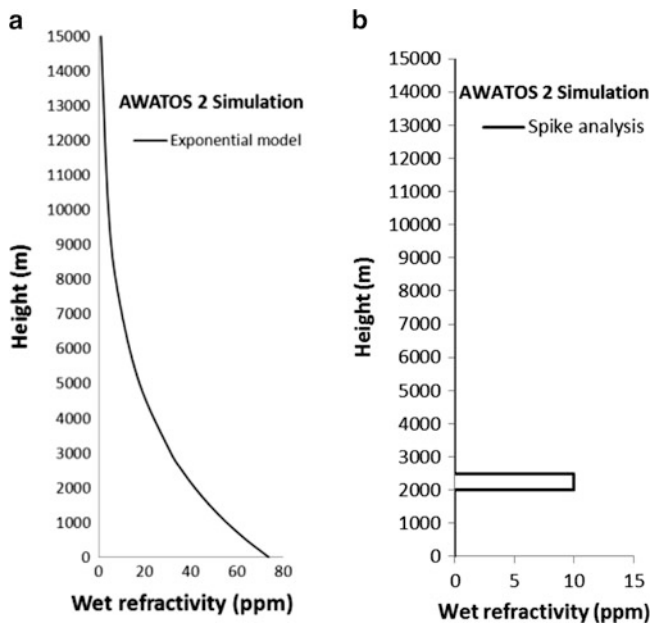 a
15000
14000
13000
12000
11000
10000
9000
8000
7000
6000
5000
4000
3000
2000
1000
0
Height (m)
AWATOS 2 Simulation
Exponential model
0 20 40 60 80
Wet refractivity (ppm)
b
15000
14000
13000
12000
11000
10000
9000
8000
7000
6000
5000
4000
3000
2000
1000
0
Height (m)
AWATOS 2 Simulation
Spike analysis
0 5 10 15
Wet refractivity (ppm)